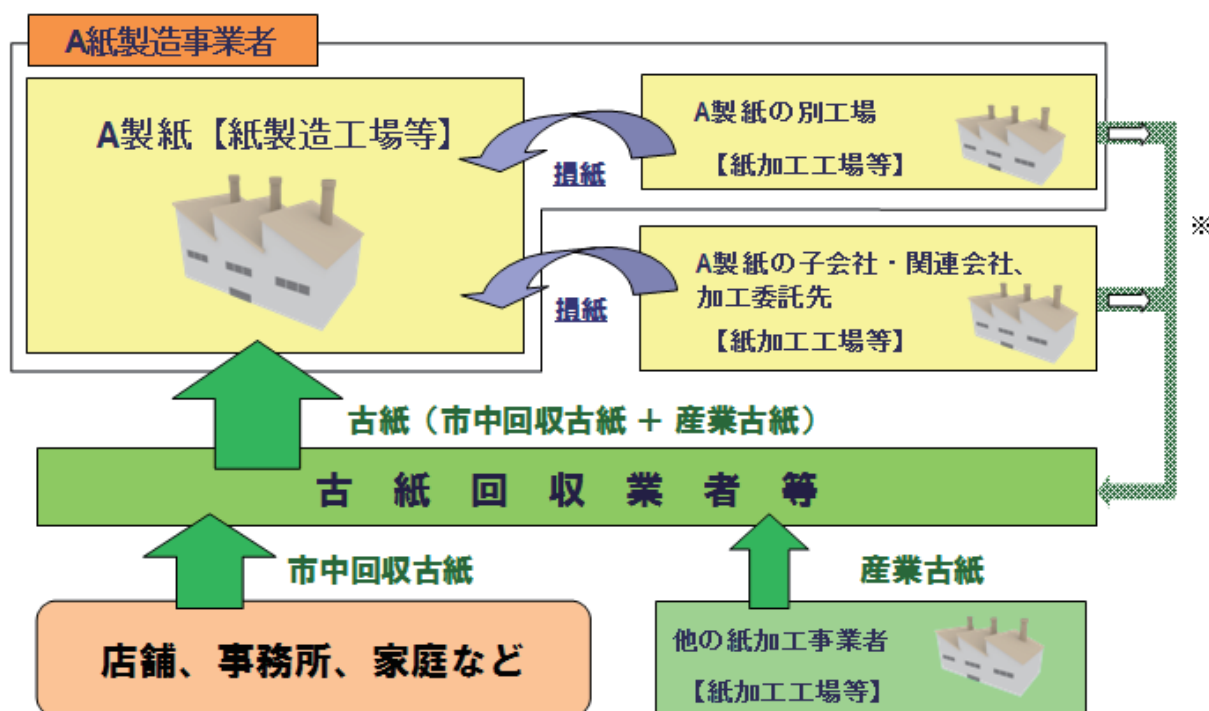 A紙製造事業者
A製紙【紙製造工場等】
A製紙の別工場
【紙加工工場等】
損紙
※
A製紙の子会社・関連会社、
加工委託先
【紙加工工場等】
損紙
古紙（市中回収古紙 ＋ 産業古紙）
古紙回収業者等
市中回収古紙
産業古紙
店舗、事務所、家庭など
他の紙加工事業者
【紙加工工場等】